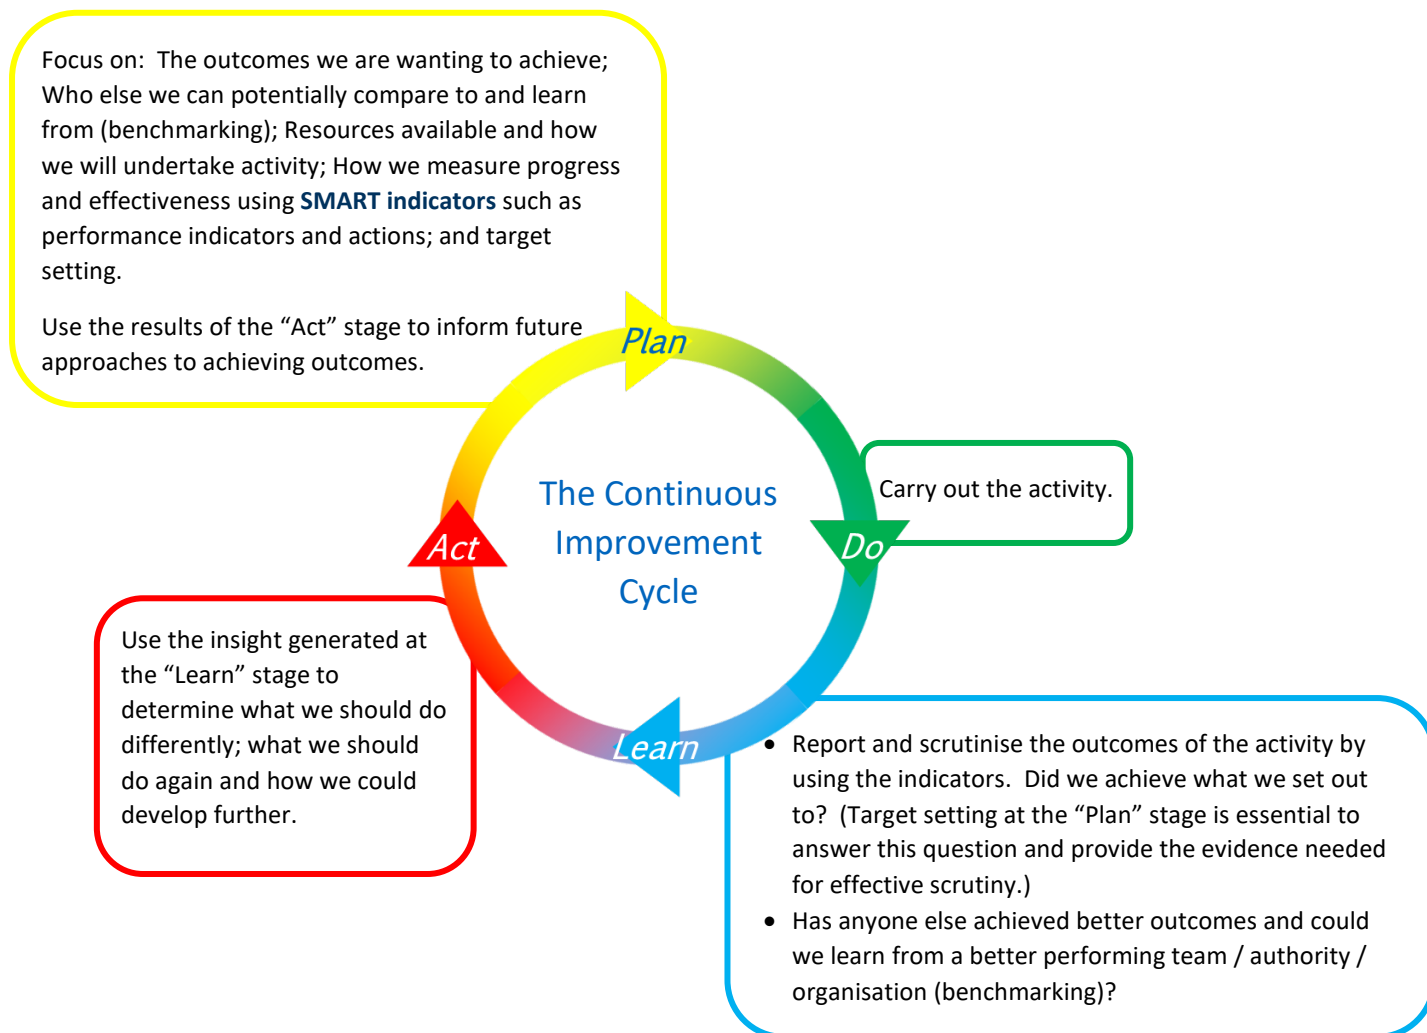 Focus on:  The outcomes we are wanting to achieve;
Who else we can potentially compare to and learn
from (benchmarking); Resources available and how
we will undertake activity; How we measure progress
and effectiveness using SMART indicators such as
performance indicators and actions; and target
setting.
Use the results of the “Act” stage to inform future
approaches to achieving outcomes.
Plan
The Continuous
Improvement
Cycle
Carry out the activity.
Do
Act
Use the insight generated at
the “Learn” stage to
determine what we should do
differently; what we should
do again and how we could
develop further.
Learn
• Report and scrutinise the outcomes of the activity by
using the indicators.  Did we achieve what we set out
to?  (Target setting at the “Plan” stage is essential to
answer this question and provide the evidence needed
for effective scrutiny.)
• Has anyone else achieved better outcomes and could
we learn from a better performing team / authority /
organisation (benchmarking)?